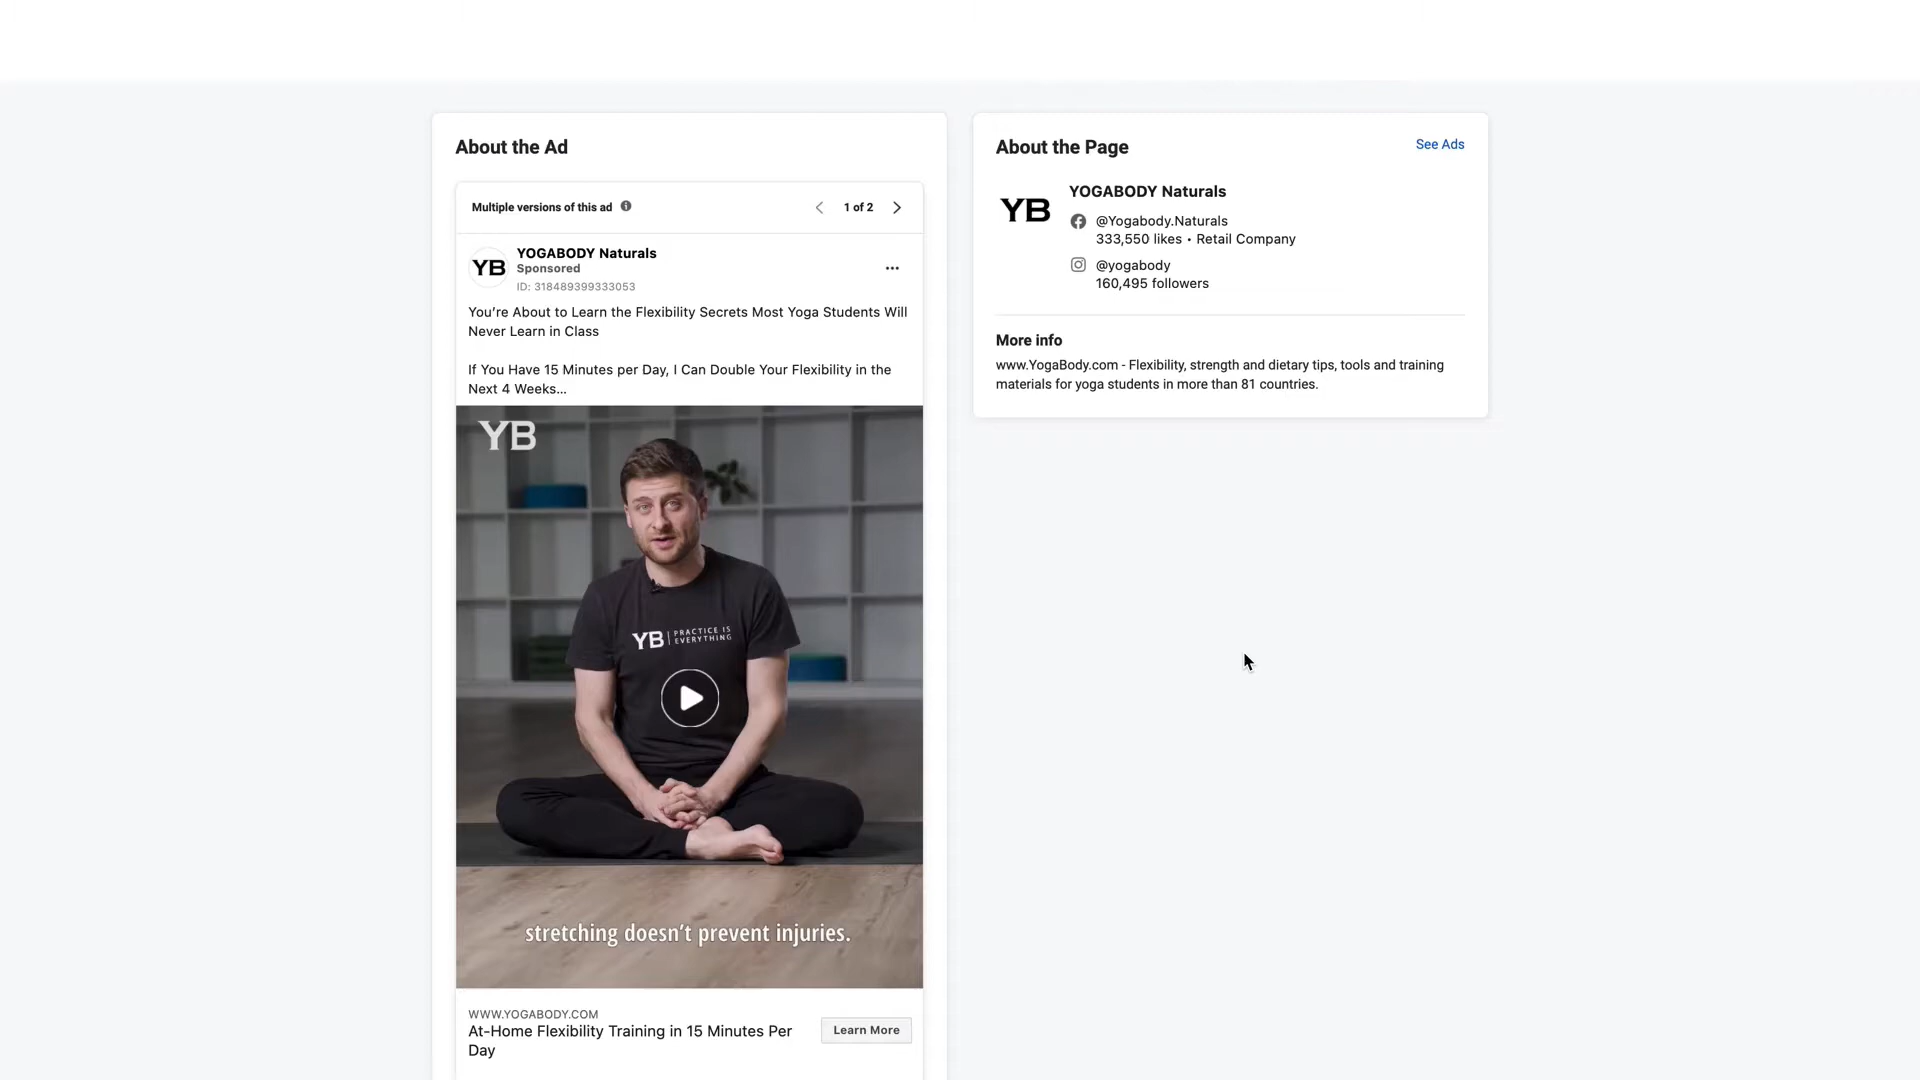 About the Ad
Multiple versions of this ad
1 of 2
YB
YOGABODY Naturals
Sponsored
ID: 318489399333053
You're About to Learn the Flexibility Secrets Most Yoga Students Will
Never Learn in Class
If You Have 15 Minutes per Day, I Can Double Your Flexibility in the
Next 4 Weeks...
YB
YB PRACTICE IS
EVERYTHING
stretching doesn't prevent injuries.
WWW.YOGABODY.COM
At-Home Flexibility Training in 15 Minutes Per
Day
Learn More
About the Page
See Ads
YB
YOGABODY Naturals
@Yogabody.Naturals
333,550 likes • Retail Company
@yogabody
160,495 followers
More info
www.YogaBody.com - Flexibility, strength and dietary tips, tools and training
materials for yoga students in more than 81 countries.